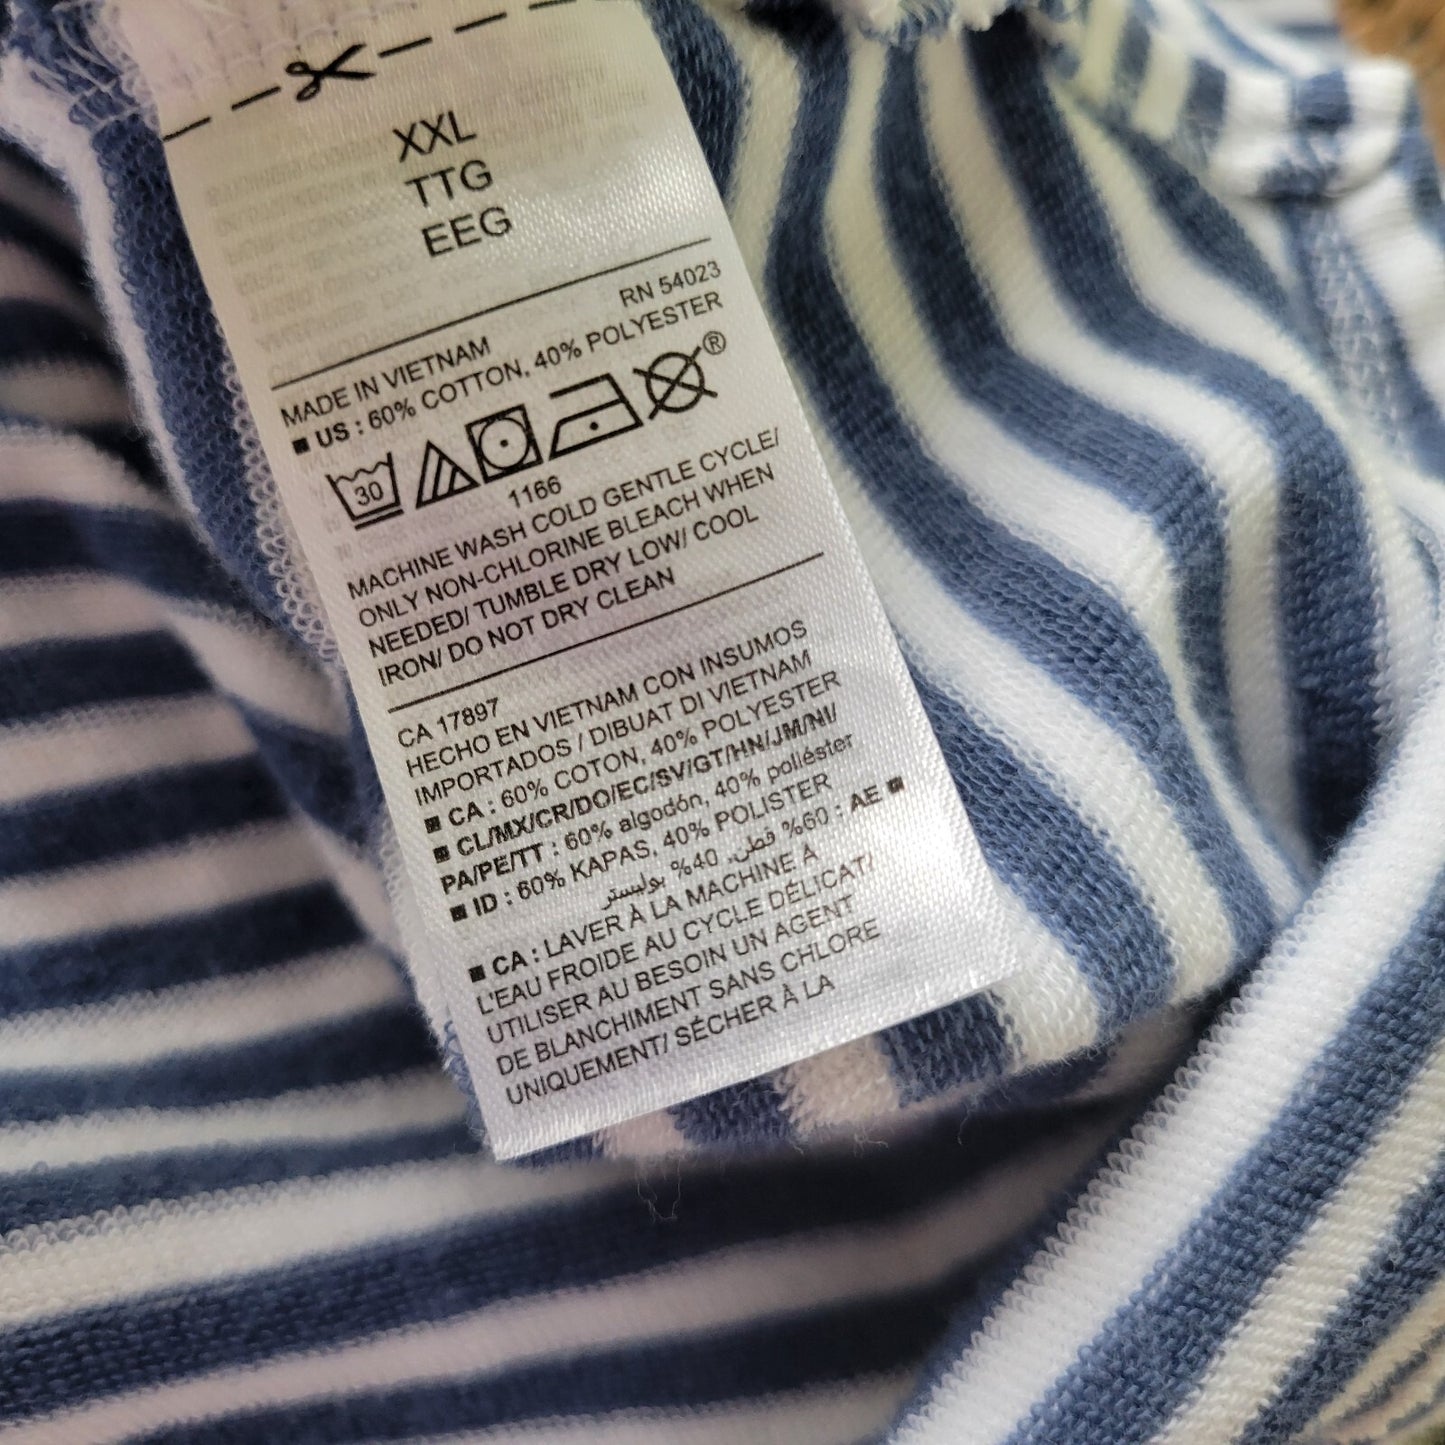 XXL
TTG
EEG
RN 54023
MADE IN VIETNAM
■ US : 60% COTTON, 40% POLYESTER
30
®
1166
MACHINE WASH COLD GENTLE CYCLE/
ONLY NON-CHLORINE BLEACH WHEN
NEEDED/ TUMBLE DRY LOW/ COOL
IRON/ DO NOT DRY CLEAN
CA 17897
HECHO EN VIETNAM CON INSUMOS
IMPORTADOS / DIBUAT DI VIETNAM
■ CA : 60% COTON, 40% POLYESTER
■ CL/MX/CR/DO/EC/SV/GT/HN/JM/NI/
PA/PE/TT : 60% algodón, 40% poliéster
■ ID : 60% KAPAS, 40% POLISTER
■ AE : 60% قطن, 40% بوليستر
■ CA : LAVER À LA MACHINE À
L'EAU FROIDE AU CYCLE DÉLICAT/
UTILISER AU BESOIN UN AGENT
DE BLANCHIMENT SANS CHLORE
UNIQUEMENT/ SÉCHER À LA